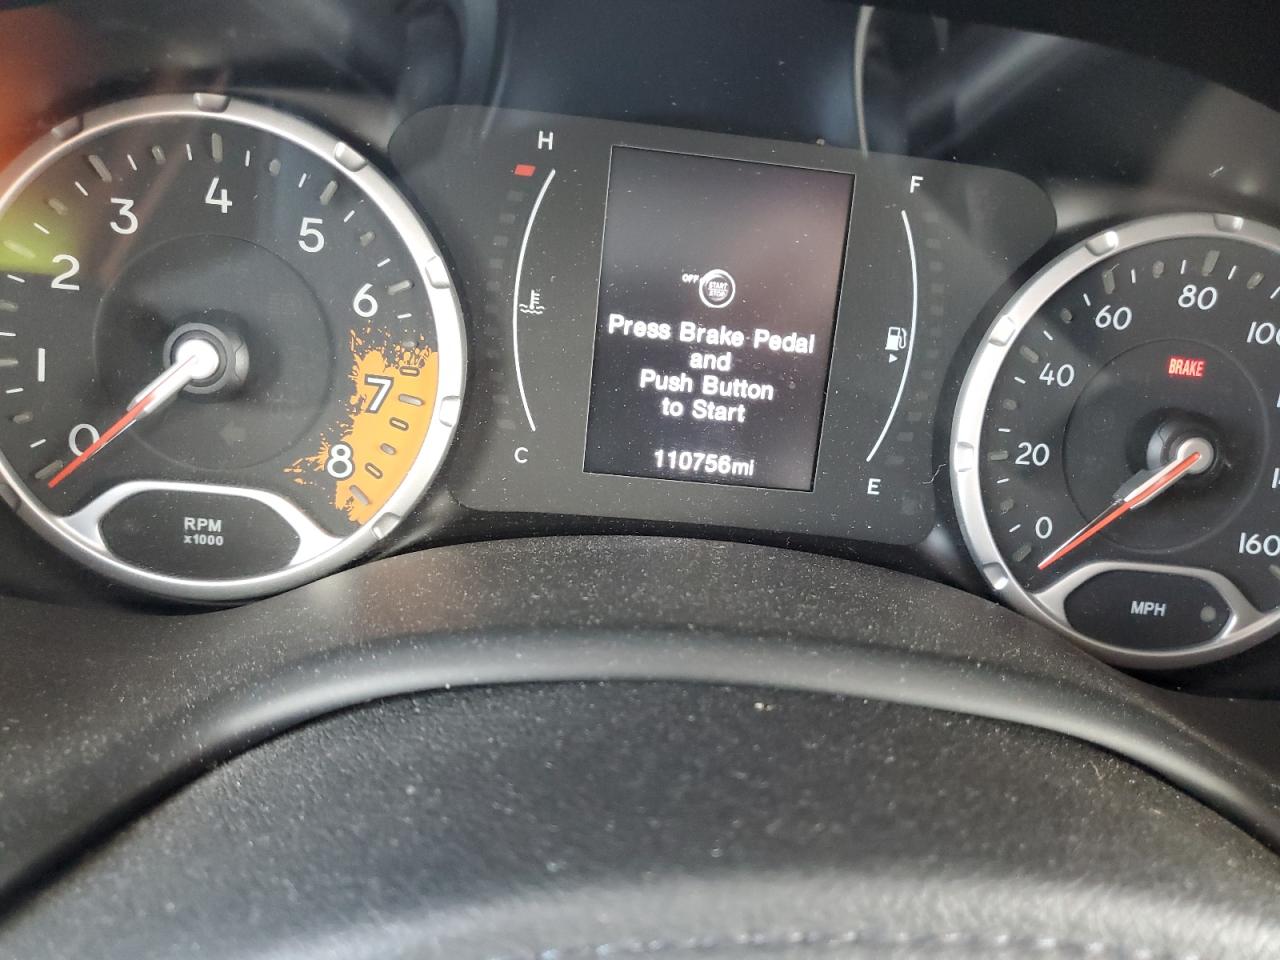 0
1
2
3
4
5
6
7
8
RPM
x1000
H
C
OFF
START
STOP
Press Brake Pedal
and
Push Button
to Start
110756mi
F
E
0
20
40
60
80
160
BRAKE
MPH